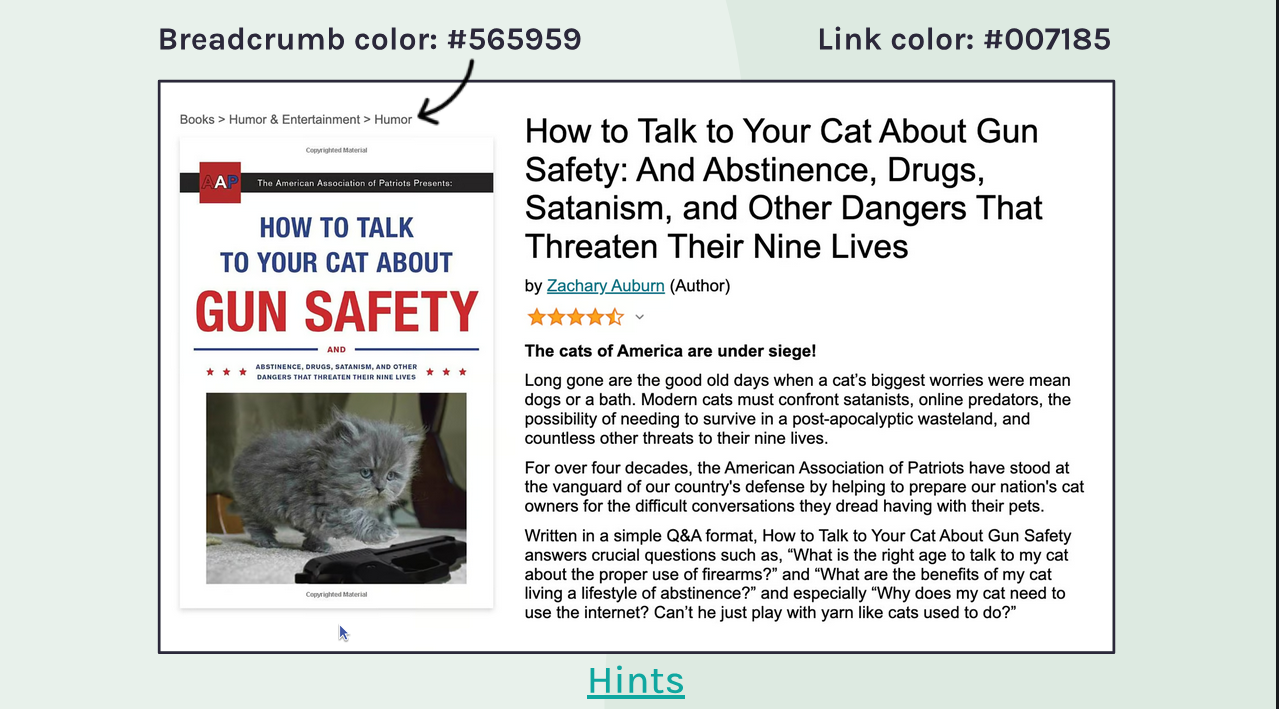 Breadcrumb color: #565959
Link color: #007185
Books > Humor & Entertainment > Humor
Copyrighted Material
AAP
The American Association of Patriots Presents:
HOW TO TALK
TO YOUR CAT ABOUT
GUN SAFETY
AND
ABSTINENCE, DRUGS, SATANISM, AND OTHER
DANGERS THAT THREATEN THEIR NINE LIVES
Copyrighted Material
How to Talk to Your Cat About Gun
Safety: And Abstinence, Drugs,
Satanism, and Other Dangers That
Threaten Their Nine Lives
by Zachary Auburn (Author)
The cats of America are under siege!
Long gone are the good old days when a cat’s biggest worries were mean
dogs or a bath. Modern cats must confront satanists, online predators, the
possibility of needing to survive in a post-apocalyptic wasteland, and
countless other threats to their nine lives.
For over four decades, the American Association of Patriots have stood at
the vanguard of our country's defense by helping to prepare our nation's cat
owners for the difficult conversations they dread having with their pets.
Written in a simple Q&A format, How to Talk to Your Cat About Gun Safety
answers crucial questions such as, “What is the right age to talk to my cat
about the proper use of firearms?” and “What are the benefits of my cat
living a lifestyle of abstinence?” and especially “Why does my cat need to
use the internet? Can’t he just play with yarn like cats used to do?”
Hints